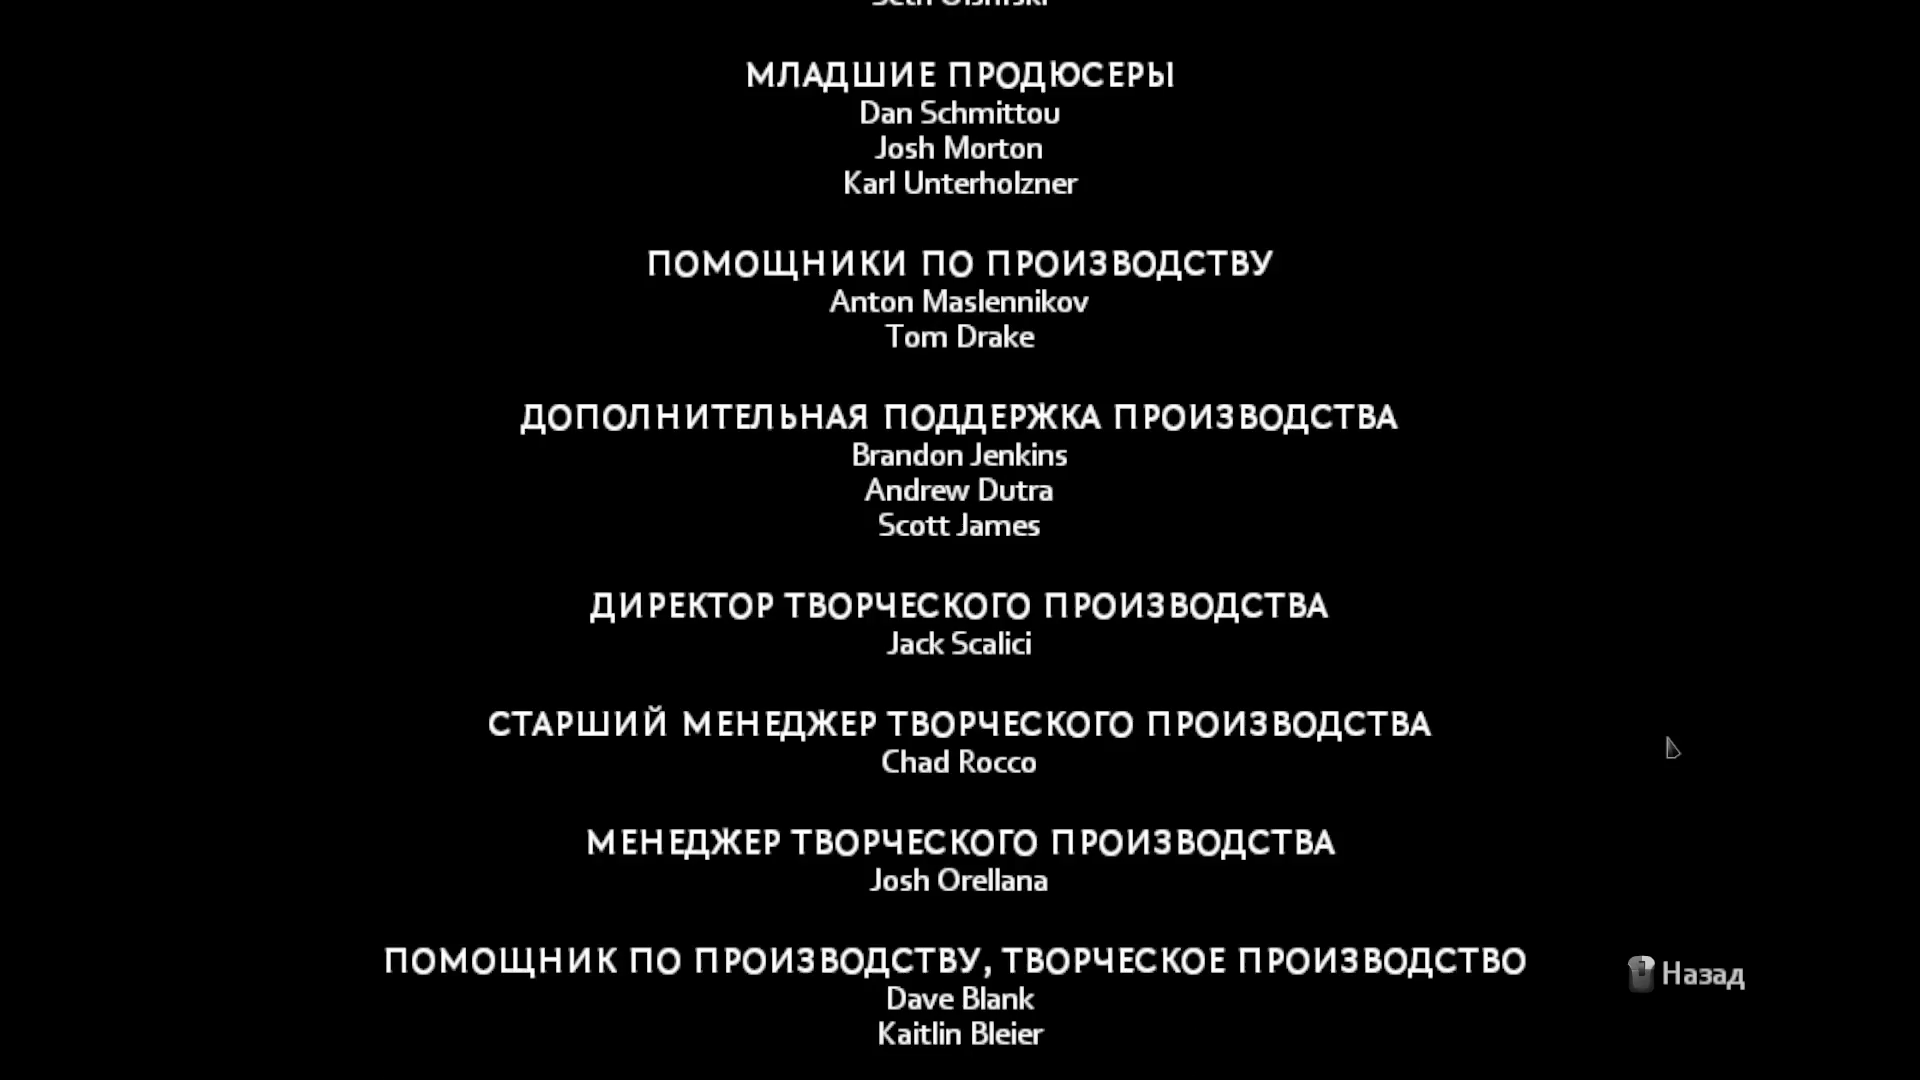 МЛАДШИЕ ПРОДЮСЕРЫ
Dan Schmittou
Josh Morton
Karl Unterholzner
ПОМОЩНИКИ ПО ПРОИЗВОДСТВУ
Anton Maslennikov
Tom Drake
ДОПОЛНИТЕЛЬНАЯ ПОДДЕРЖКА ПРОИЗВОДСТВА
Brandon Jenkins
Andrew Dutra
Scott James
ДИРЕКТОР ТВОРЧЕСКОГО ПРОИЗВОДСТВА
Jack Scalici
СТАРШИЙ МЕНЕДЖЕР ТВОРЧЕСКОГО ПРОИЗВОДСТВА
Chad Rocco
МЕНЕДЖЕР ТВОРЧЕСКОГО ПРОИЗВОДСТВА
Josh Orellana
ПОМОЩНИК ПО ПРОИЗВОДСТВУ, ТВОРЧЕСКОЕ ПРОИЗВОДСТВО
Назад
Dave Blank
Kaitlin Bleier